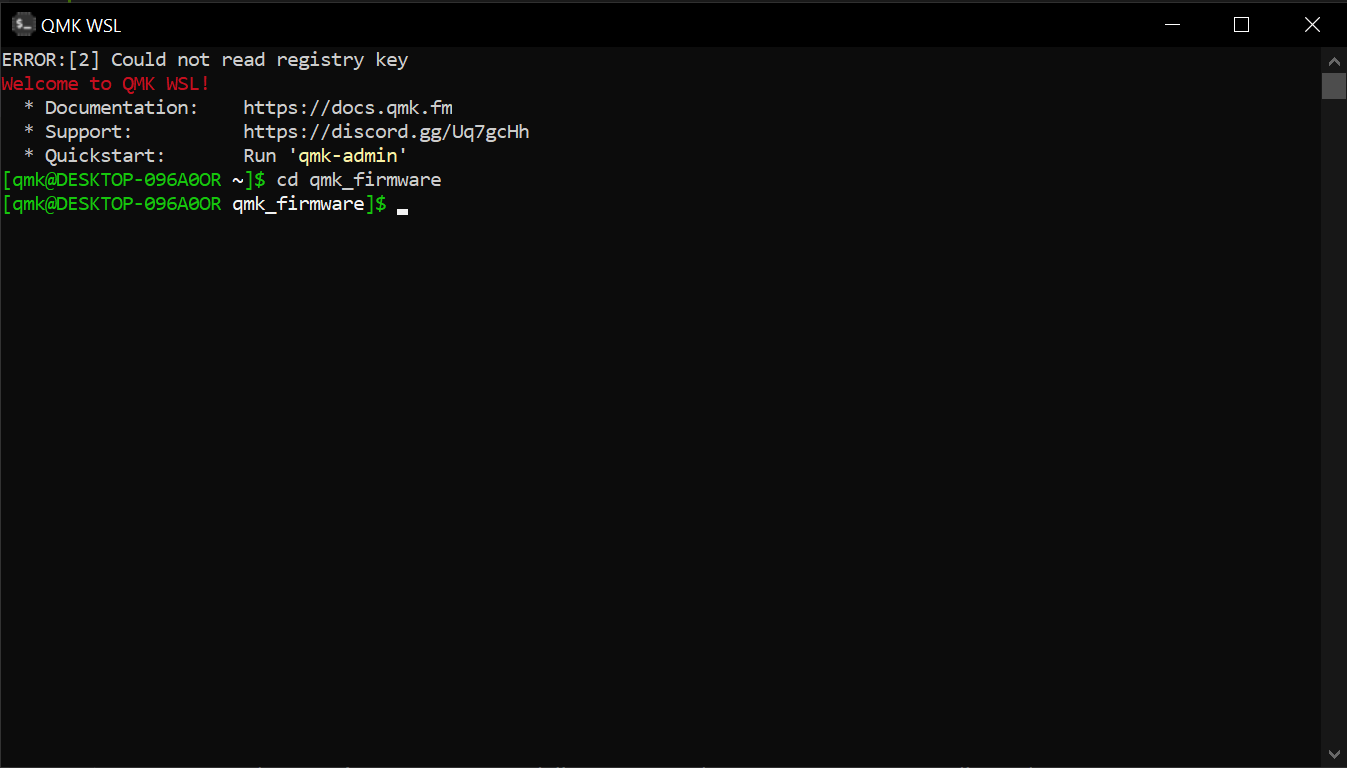 QMK WSL
ERROR:[2] Could not read registry key
Welcome to QMK WSL!
* Documentation: https://docs.qmk.fm
* Support: https://discord.gg/Uq7gcHh
* Quickstart: Run 'qmk-admin'
[qmk@DESKTOP-096A0OR ~]$ cd qmk_firmware
[qmk@DESKTOP-096A0OR qmk_firmware]$